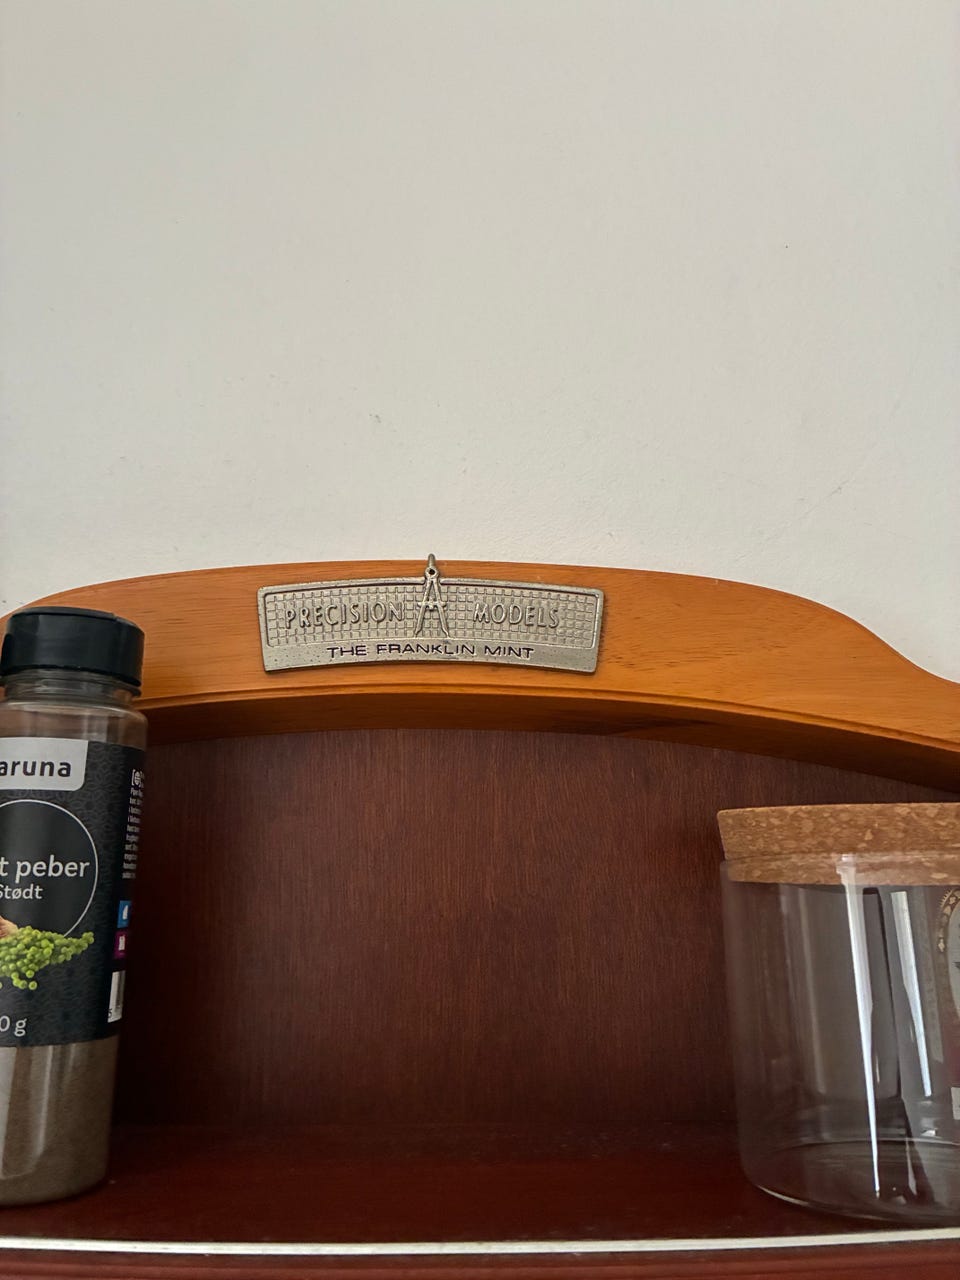 PRECISION MODELS
THE FRANKLIN MINT
aruna
t peber
Stødt
0 g